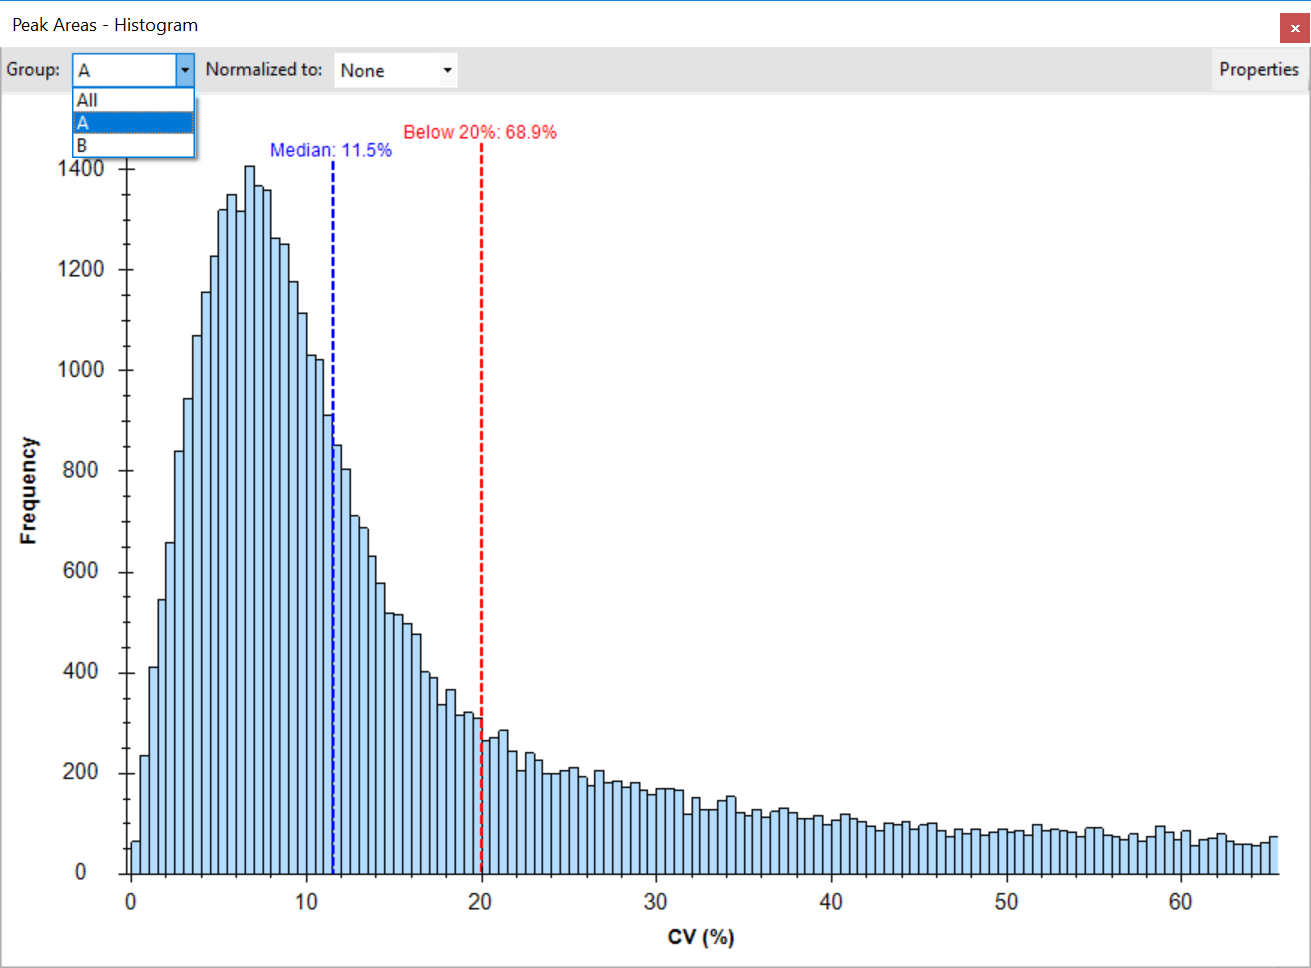 Peak Areas - Histogram
x
Group: A Normalized to: None Properties
All
A
B
Below 20%: 68.9%
Median: 11.5%
1400
1200
1000
800
600
400
200
0
Frequency
0 10 20 30 40 50 60
CV (%)